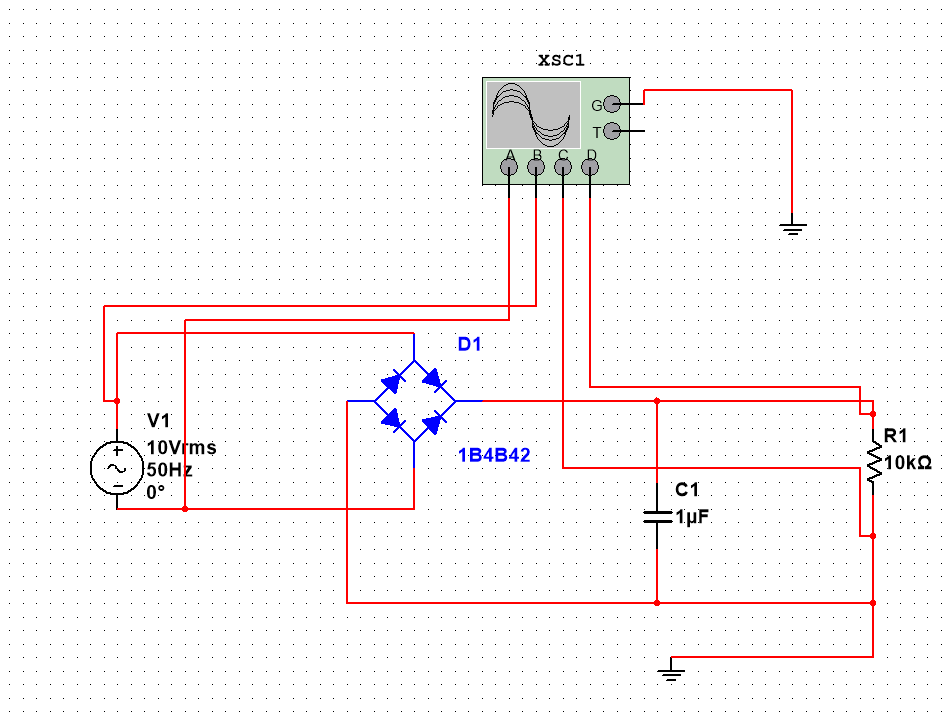 XSC1
G
T
A B C D
D1
1B4B42
V1
10Vrms
50Hz
0°
R1
10kΩ
C1
1µF